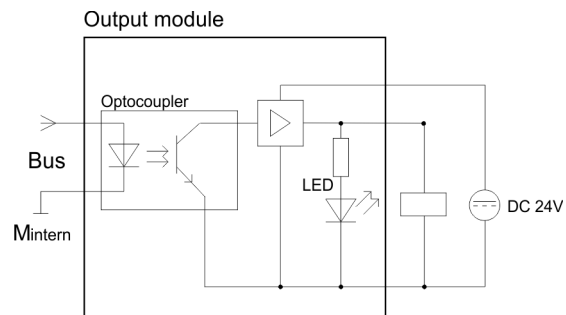 Output module
Optocoupler
Bus
LED
DC 24V
Mintern